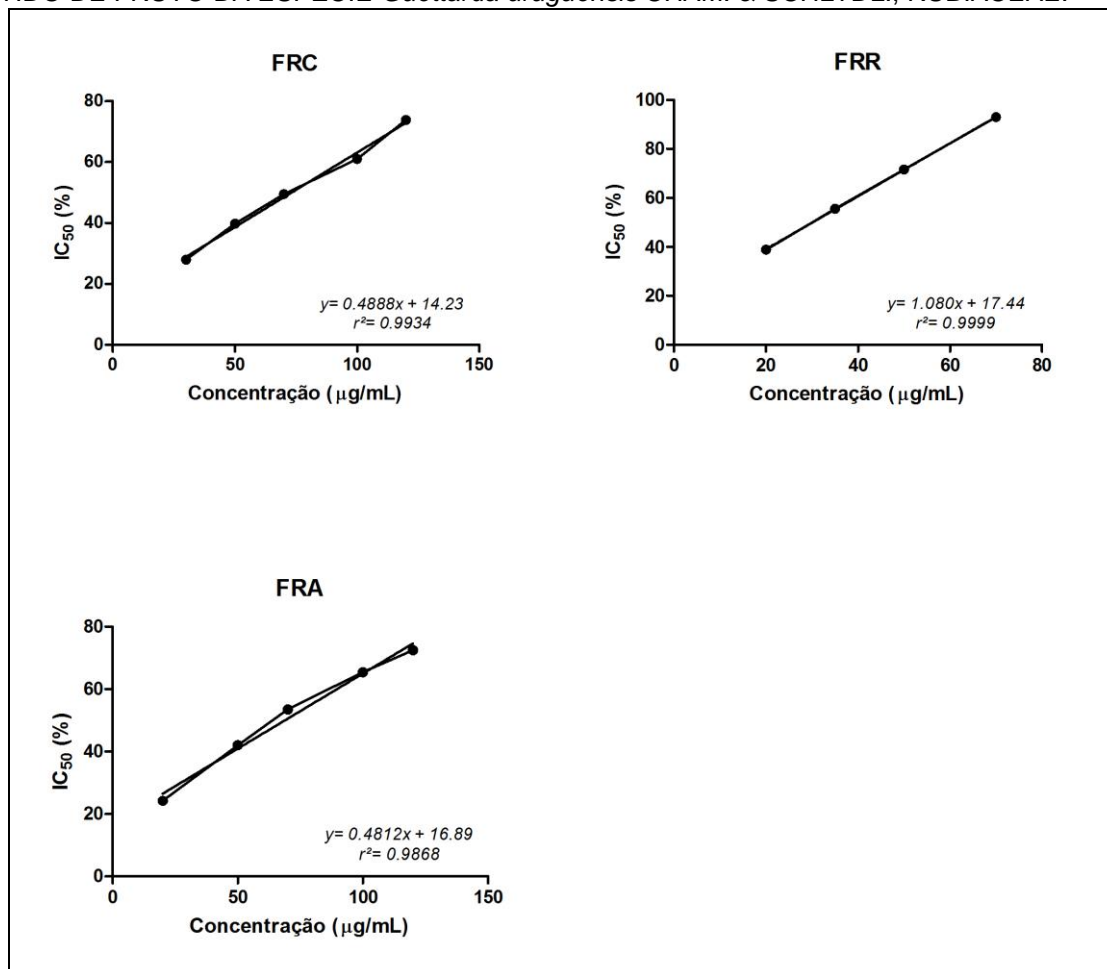 FRC
80
60
40
20
0
IC50 (%)
y= 0.4888x + 14.23
r²= 0.9934
0 50 100 150
Concentração (μg/mL)
FRR
100
80
60
40
20
0
IC50 (%)
y= 1.080x + 17.44
r²= 0.9999
0 20 40 60 80
Concentração (μg/mL)
FRA
80
60
40
20
0
IC50 (%)
y= 0.4812x + 16.89
r²= 0.9868
0 50 100 150
Concentração (μg/mL)